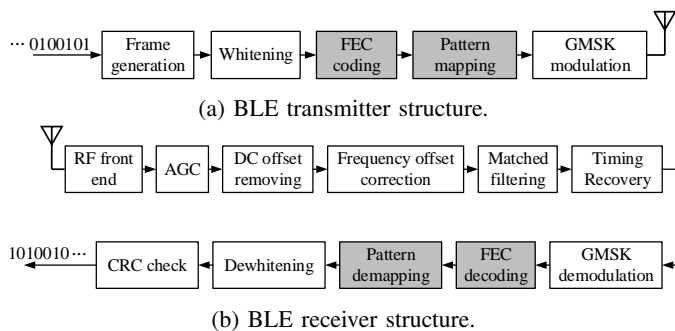 ··· 0100101
Frame
generation
Whitening
FEC
coding
Pattern
mapping
GMSK
modulation
(a) BLE transmitter structure.
RF front
end
AGC
DC offset
removing
Frequency offset
correction
Matched
filtering
Timing
Recovery
1010010 ···
CRC check
Dewhitening
Pattern
demapping
FEC
decoding
GMSK
demodulation
(b) BLE receiver structure.